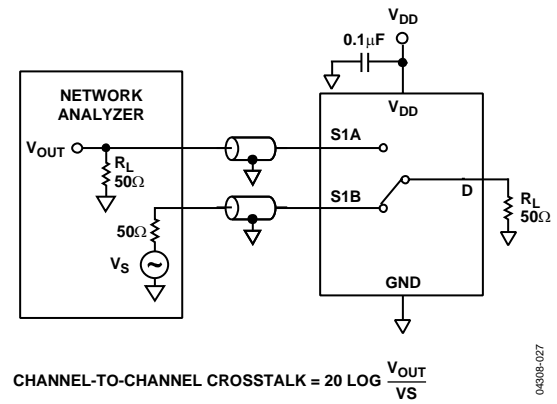 V_DD
0.1µF
NETWORK
ANALYZER
V_DD
V_OUT
S1A
R_L
50Ω
S1B
D
R_L
50Ω
50Ω
V_S
GND
CHANNEL-TO-CHANNEL CROSSTALK = 20 LOG V_OUT
VS
04308-027